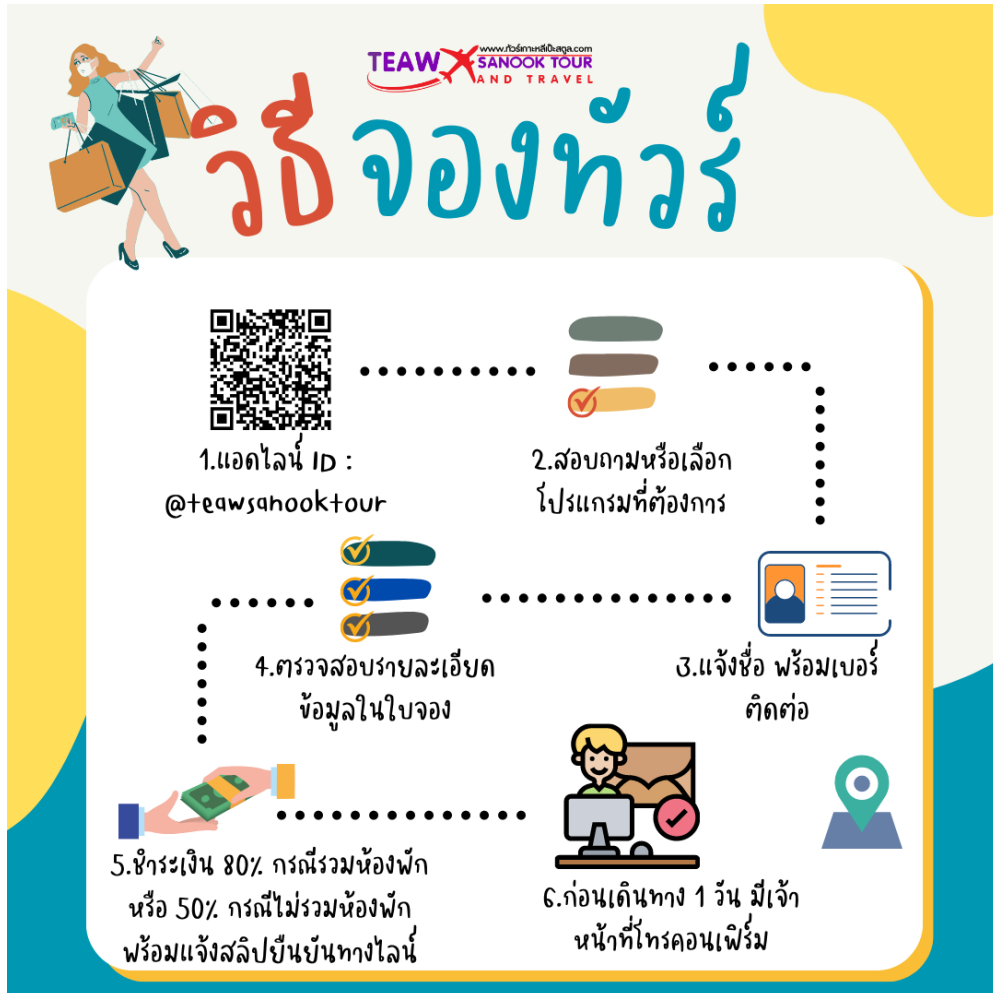 www.ทัวร์เกาะหลีเป๊ะสตูล.com
TEAW SANOOK TOUR
AND TRAVEL
วิธีจองทัวร์
1.แอดไลน์ ID :
@teawsanooktour
2.สอบถามหรือเลือก
โปรแกรมที่ต้องการ
3.แจ้งชื่อ พร้อมเบอร์
ติดต่อ
4.ตรวจสอบรายละเอียด
ข้อมูลในใบจอง
5.ชำระเงิน 80% กรณีรวมห้องพัก
หรือ 50% กรณีไม่รวมห้องพัก
พร้อมแจ้งสลิปยืนยันทางไลน์
6.ก่อนเดินทาง 1 วัน มีเจ้า
หน้าที่โทรคอนเฟิร์ม